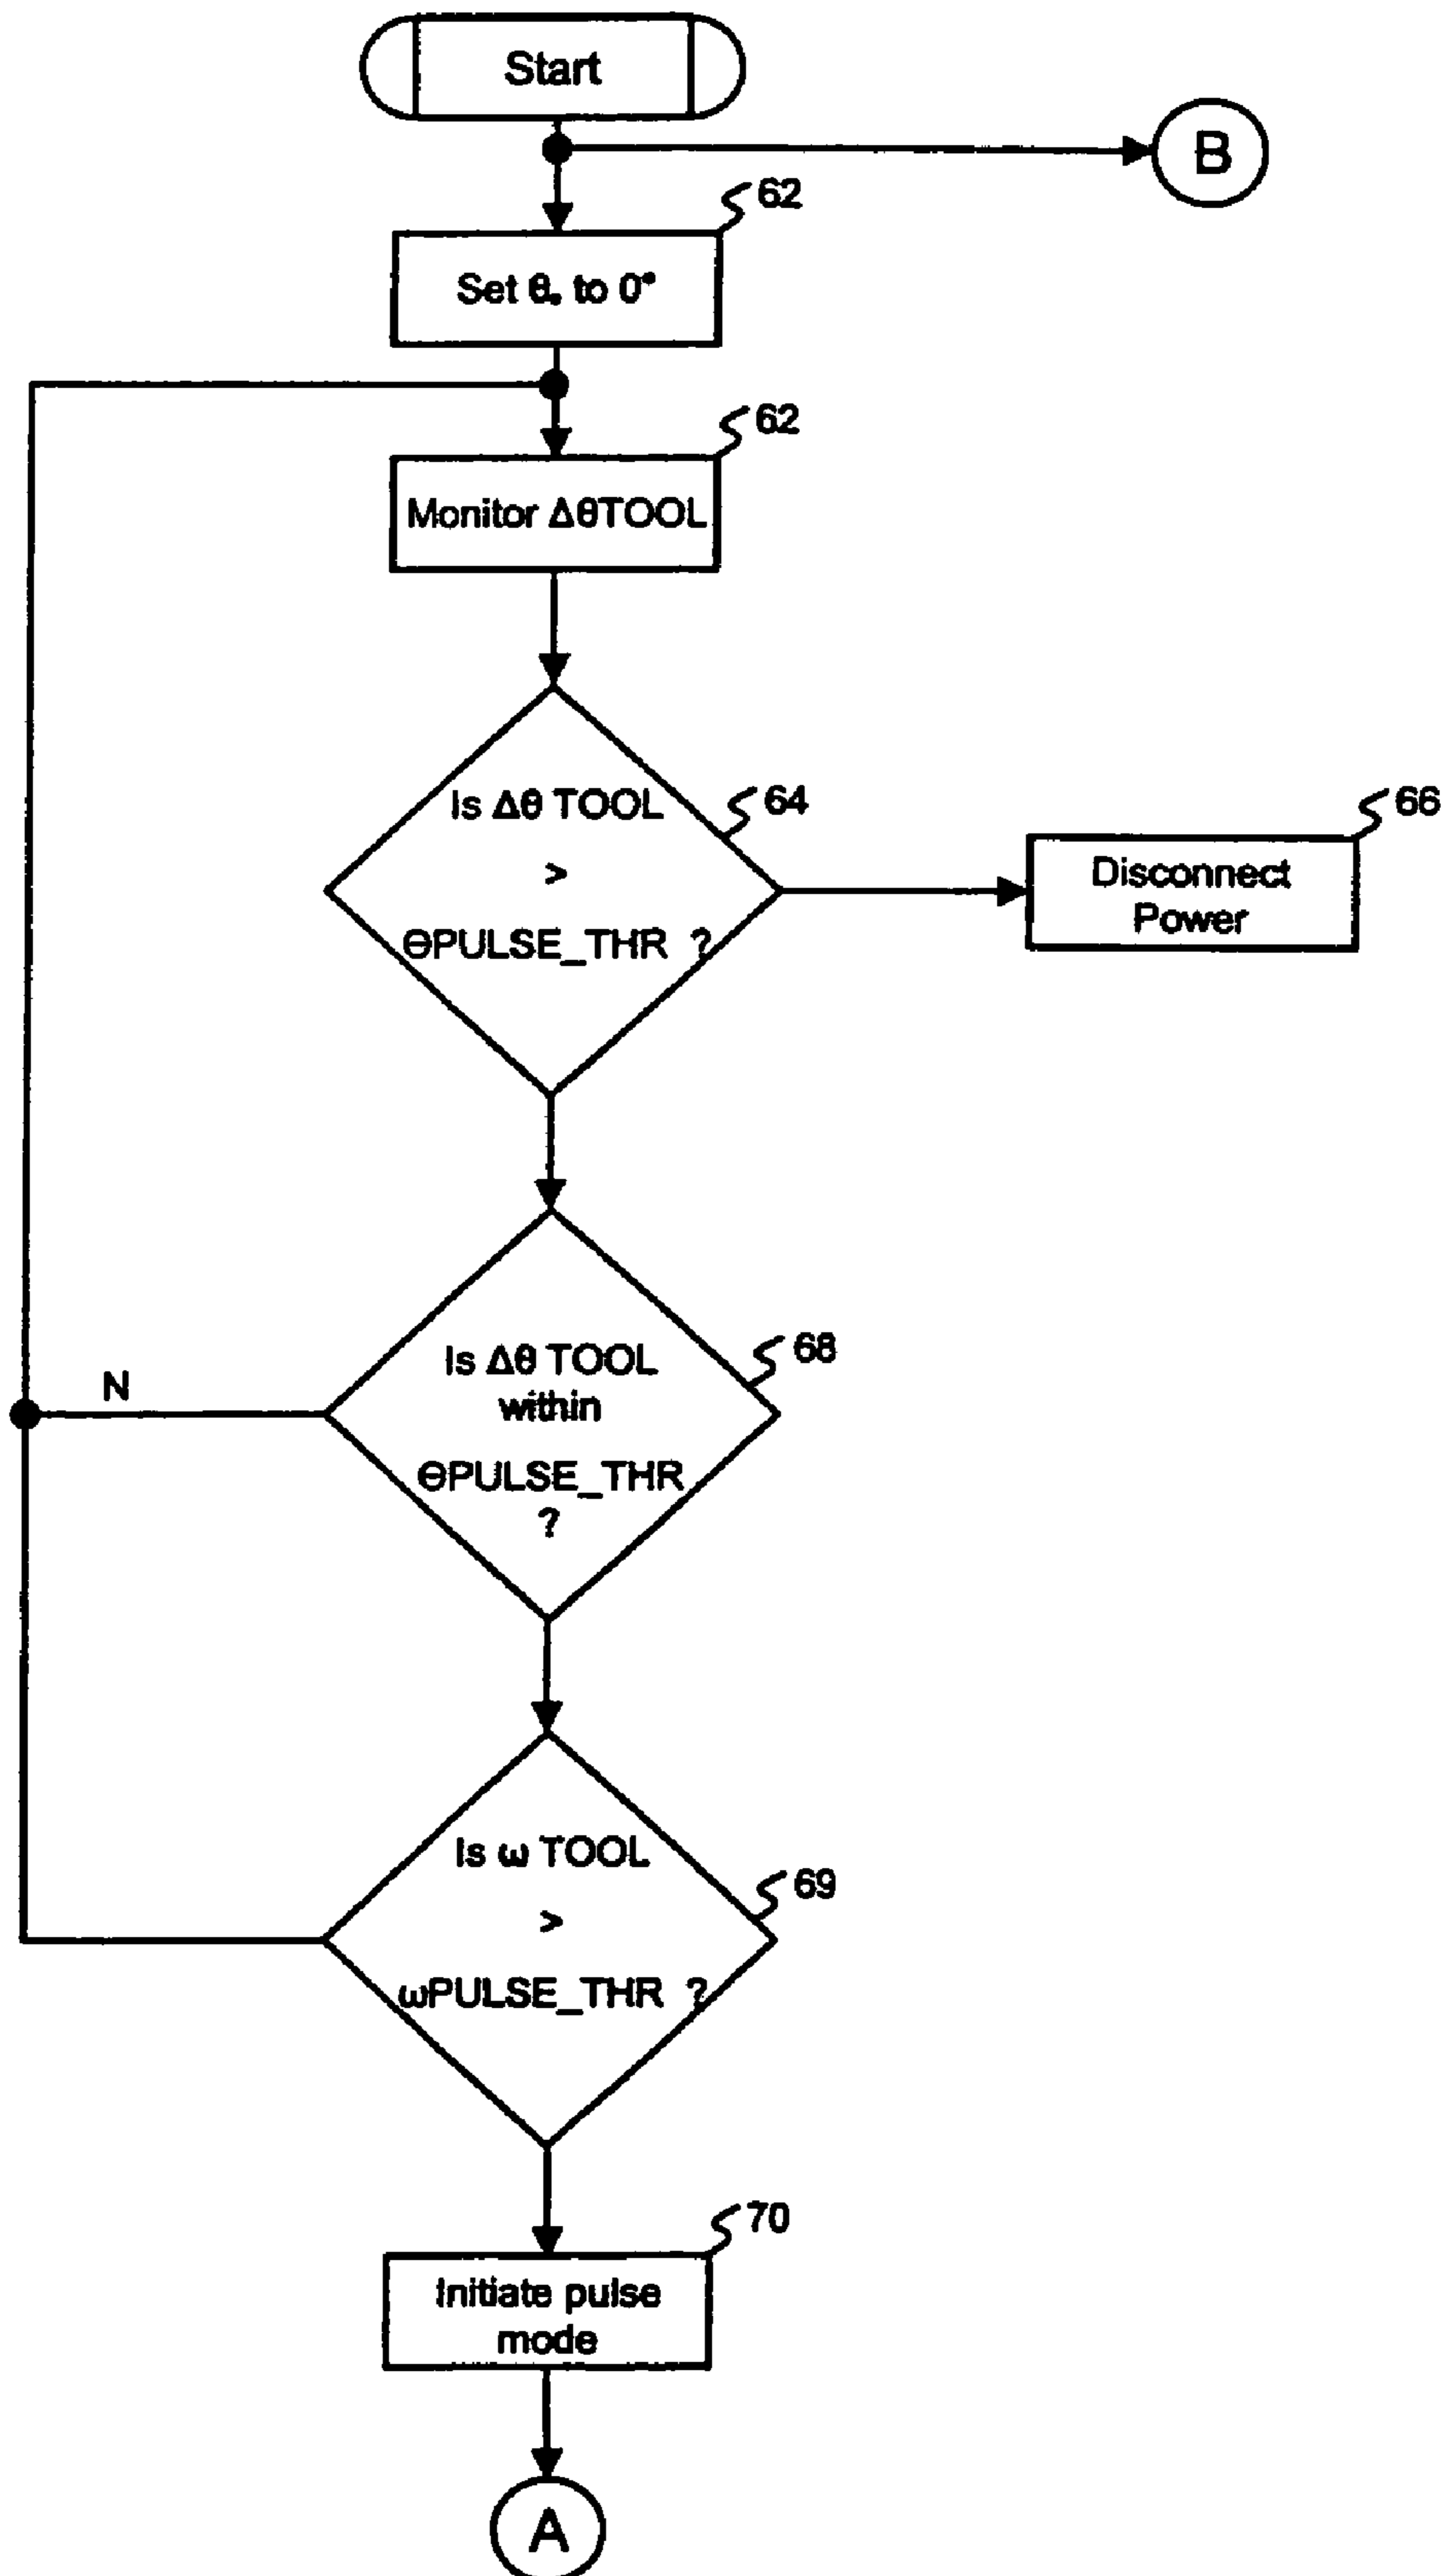 Start
B
62
Set θ₀ to 0°
62
Monitor ΔθTOOL
Is Δθ TOOL
>
ΘPULSE_THR ?
64
66
Disconnect
Power
Is Δθ TOOL
within
ΘPULSE_THR
?
68
N
Is ω TOOL
>
ωPULSE_THR ?
69
70
Initiate pulse
mode
A